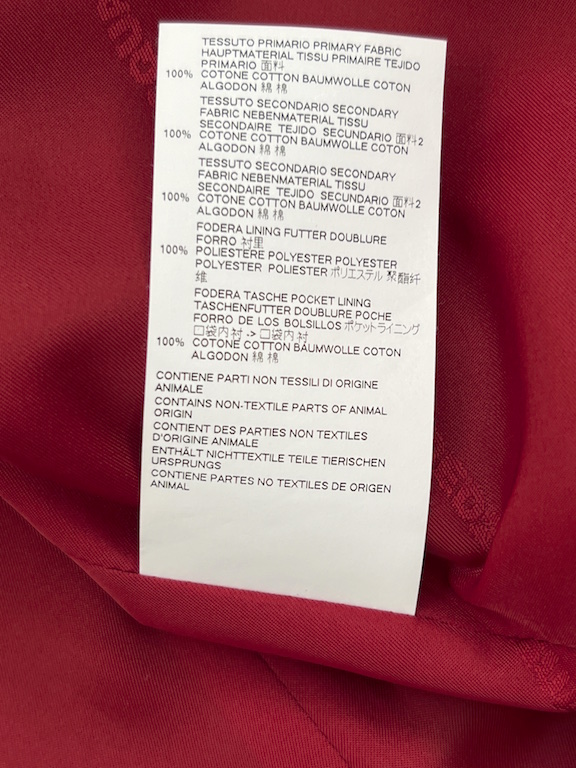 TESSUTO PRIMARIO PRIMARY FABRIC
HAUPTMATERIAL TISSU PRIMAIRE TEJIDO
PRIMARIO 面料
100% COTONE COTTON BAUMWOLLE COTON
ALGODON 綿 棉
TESSUTO SECONDARIO SECONDARY
FABRIC NEBENMATERIAL TISSU
SECONDAIRE TEJIDO SECUNDARIO 面料2
100% COTONE COTTON BAUMWOLLE COTON
ALGODON 綿 棉
TESSUTO SECONDARIO SECONDARY
FABRIC NEBENMATERIAL TISSU
SECONDAIRE TEJIDO SECUNDARIO 面料2
100% COTONE COTTON BAUMWOLLE COTON
ALGODON 綿 棉
FODERA LINING FUTTER DOUBLURE
FORRO 衬里
100% POLIESTERE POLYESTER POLYESTER
POLYESTER POLIESTER ポリエステル 聚酯纤
维
FODERA TASCHE POCKET LINING
TASCHENFUTTER DOUBLURE POCHE
FORRO DE LOS BOLSILLOS ポケットライニング
口袋内衬 -> 口袋内衬
100% COTONE COTTON BAUMWOLLE COTON
ALGODON 綿 棉
CONTIENE PARTI NON TESSILI DI ORIGINE
ANIMALE
CONTAINS NON-TEXTILE PARTS OF ANIMAL
ORIGIN
CONTIENT DES PARTIES NON TEXTILES
D'ORIGINE ANIMALE
ENTHÄLT NICHTTEXTILE TEILE TIERISCHEN
URSPRUNGS
CONTIENE PARTES NO TEXTILES DE ORIGEN
ANIMAL